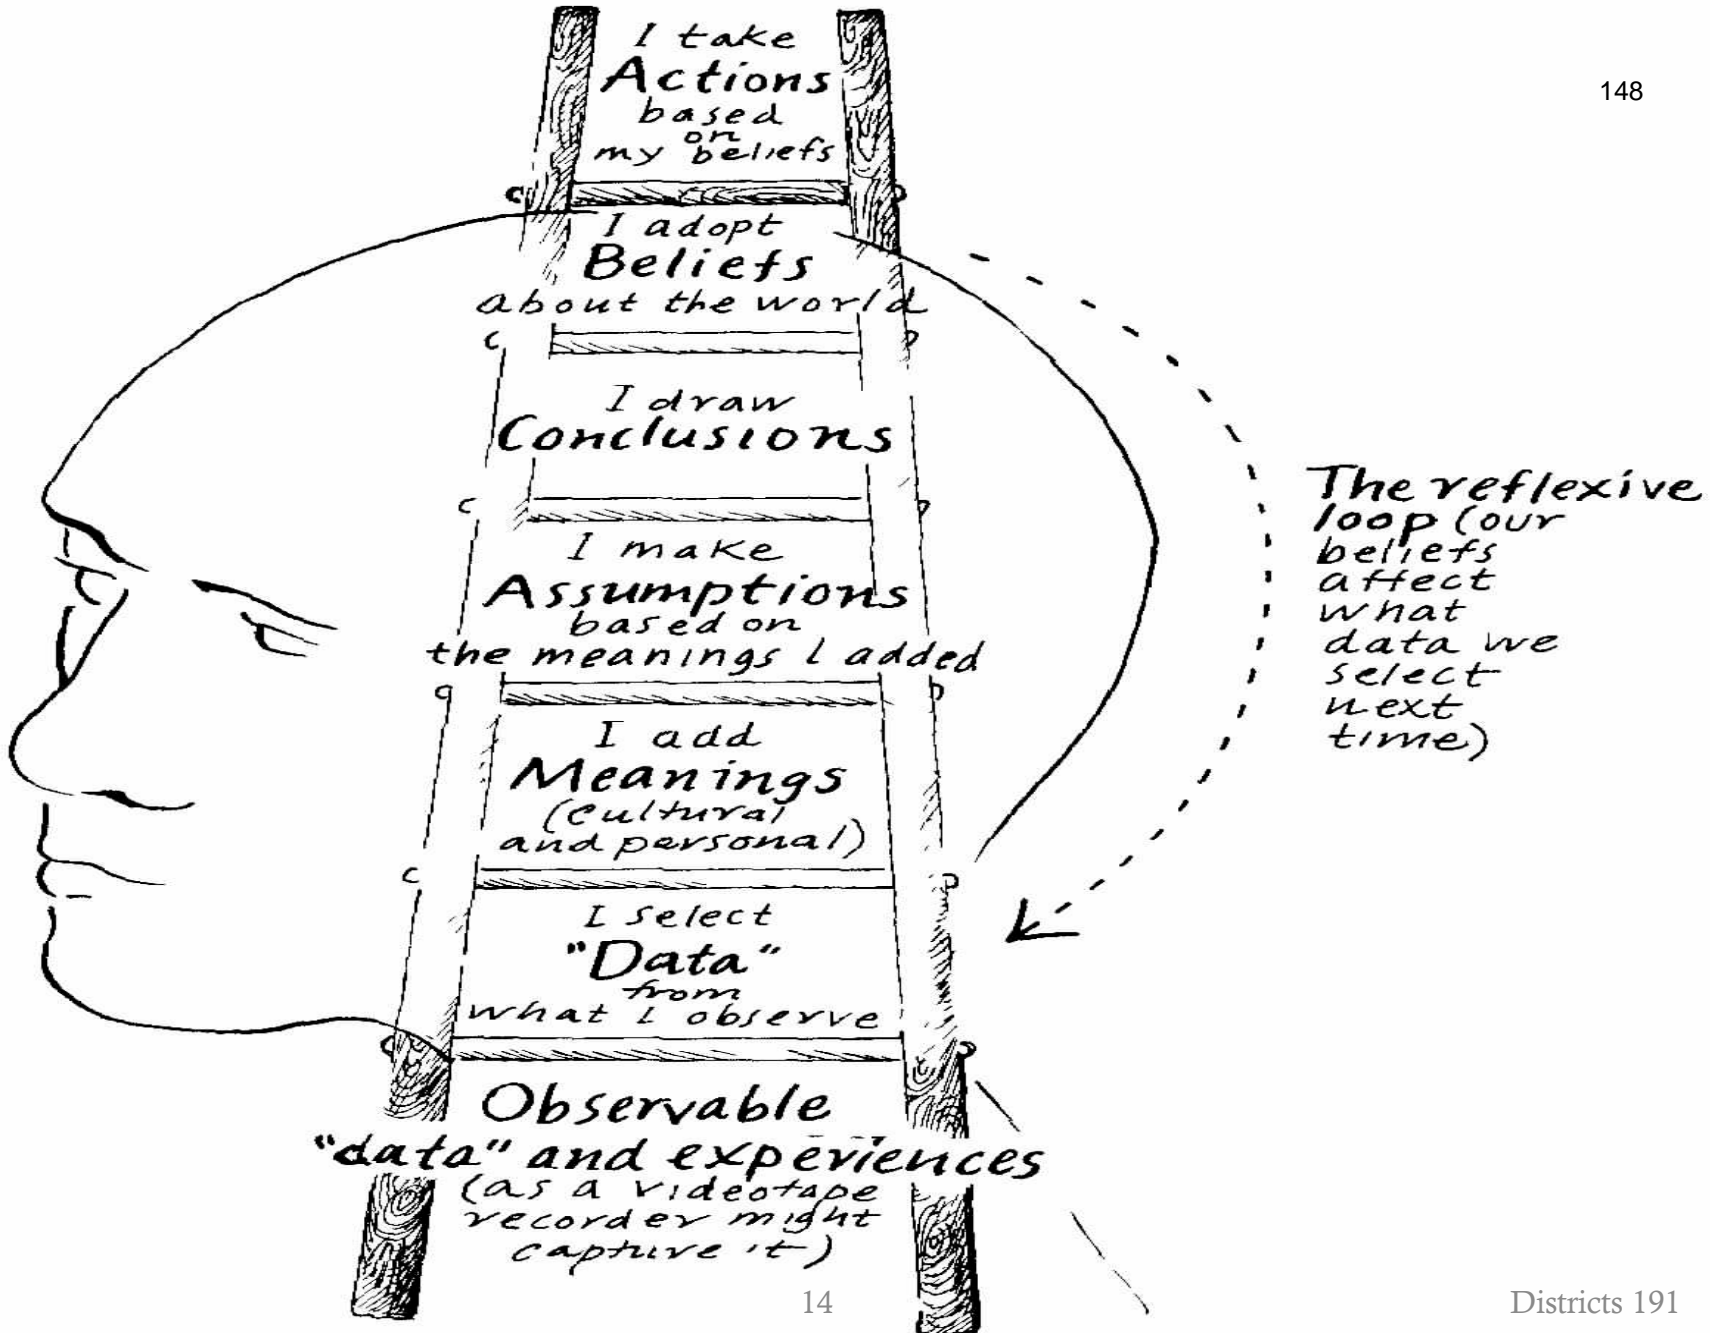 I take
Actions
based
on
my beliefs
148
I adopt
Beliefs
about the world
I draw
Conclusions
I make
Assumptions
based on
the meanings I added
I add
Meanings
(cultural
and personal)
I select
"Data"
from
what I observe
Observable
"data" and experiences
(as a videotape
recorder might
capture it)
The reflexive
loop (our
beliefs
affect
what
data we
select
next
time)
14
Districts 191